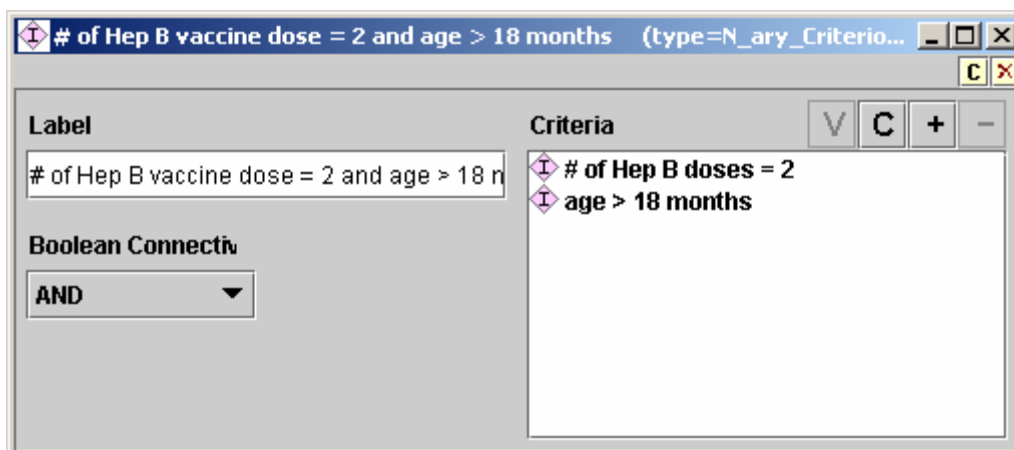 I # of Hep B vaccine dose = 2 and age > 18 months (type=N_ary_Criterio...
C
Label
Criteria
V C + −
# of Hep B vaccine dose = 2 and age > 18 n
I # of Hep B doses = 2
I age > 18 months
Boolean Connectiv
AND